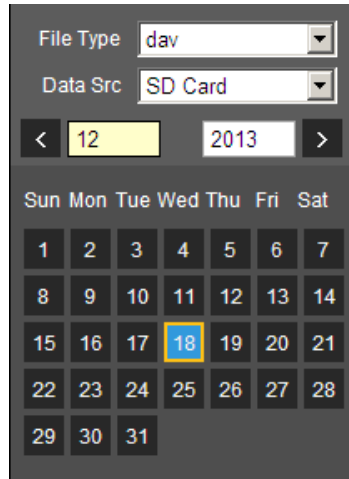 File Type dav
Data Src SD Card
< 12 2013 >
Sun Mon Tue Wed Thu Fri Sat
1 2 3 4 5 6 7
8 9 10 11 12 13 14
15 16 17 18 19 20 21
22 23 24 25 26 27 28
29 30 31